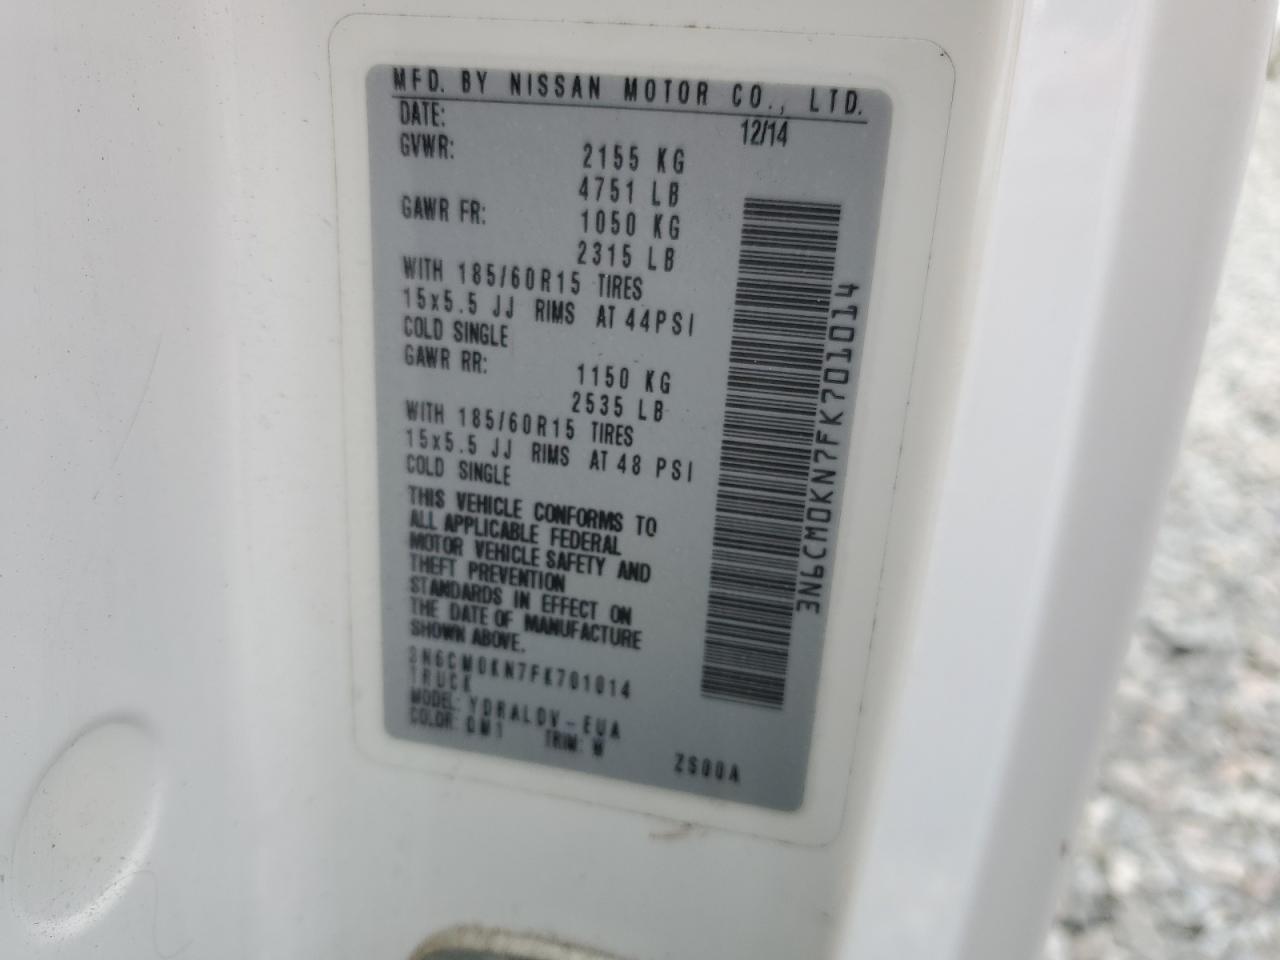 MFD. BY NISSAN MOTOR CO., LTD.
DATE: 12/14
GVWR: 2155 KG
4751 LB
GAWR FR: 1050 KG
2315 LB
WITH 185/60R15 TIRES
15x5.5 JJ RIMS AT 44PSI
COLD SINGLE
GAWR RR: 1150 KG
2535 LB
WITH 185/60R15 TIRES
15x5.5 JJ RIMS AT 48 PSI
COLD SINGLE
THIS VEHICLE CONFORMS TO
ALL APPLICABLE FEDERAL
MOTOR VEHICLE SAFETY AND
THEFT PREVENTION
STANDARDS IN EFFECT ON
THE DATE OF MANUFACTURE
SHOWN ABOVE.
3N6CM0KN7FK701014
TRUCK
MODEL: YDRALDV-EUA
COLOR: QM1 TRIM: W ZS00A
3N6CM0KN7FK701014